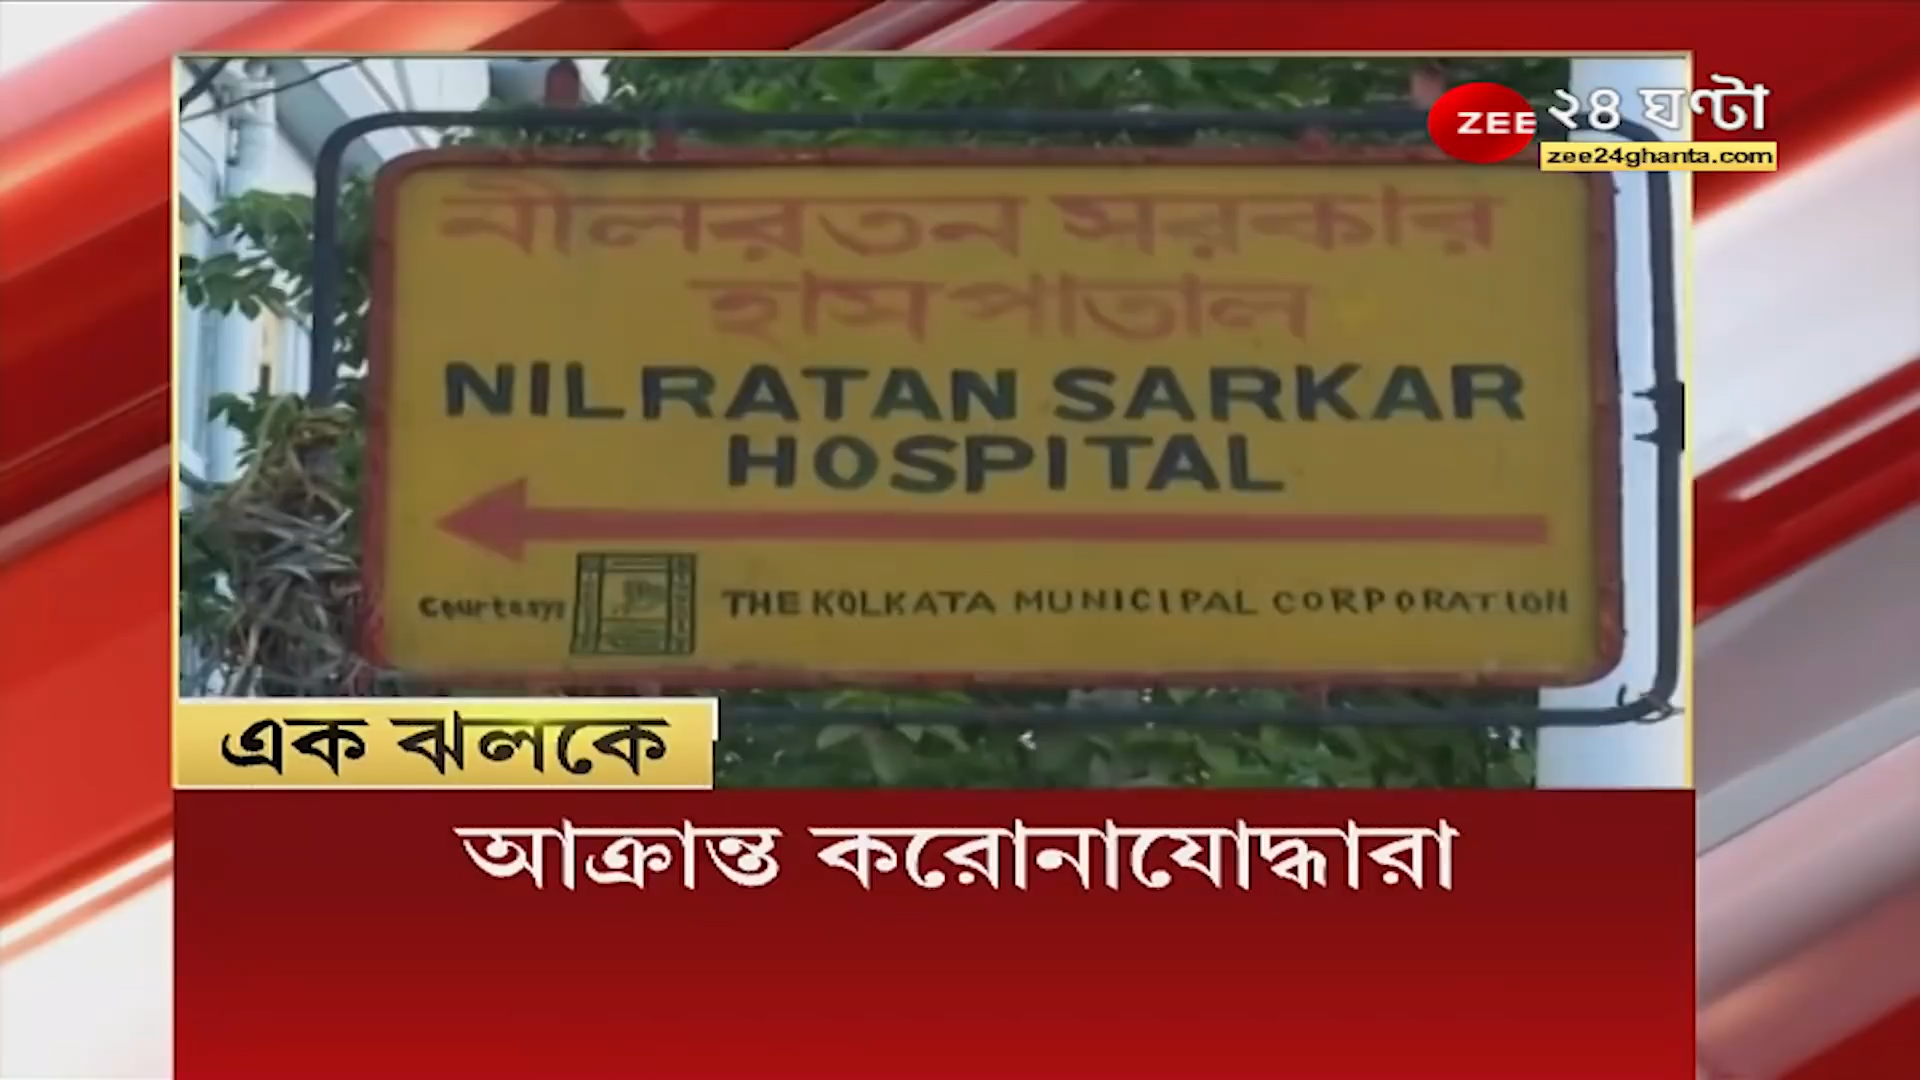 ZEE ২৪ ঘণ্টা
zee24ghanta.com
নীলরতন সরকার
হাসপাতাল
NILRATAN SARKAR
HOSPITAL
Courtesy: THE KOLKATA MUNICIPAL CORPORATION
এক ঝলকে
আক্রান্ত করোনাযোদ্ধারা